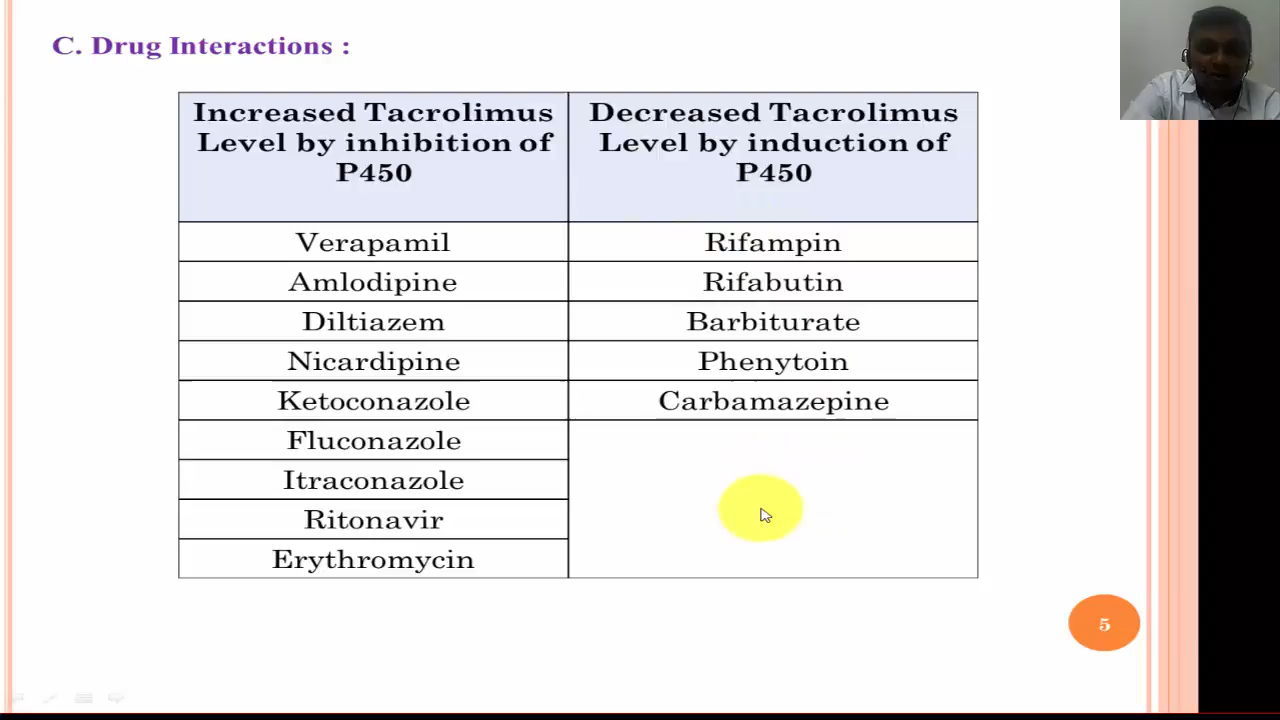 C. Drug Interactions :
Increased Tacrolimus
Level by inhibition of
P450
Decreased Tacrolimus
Level by induction of
P450
Verapamil
Rifampin
Amlodipine
Rifabutin
Diltiazem
Barbiturate
Nicardipine
Phenytoin
Ketoconazole
Carbamazepine
Fluconazole
Itraconazole
Ritonavir
Erythromycin
5